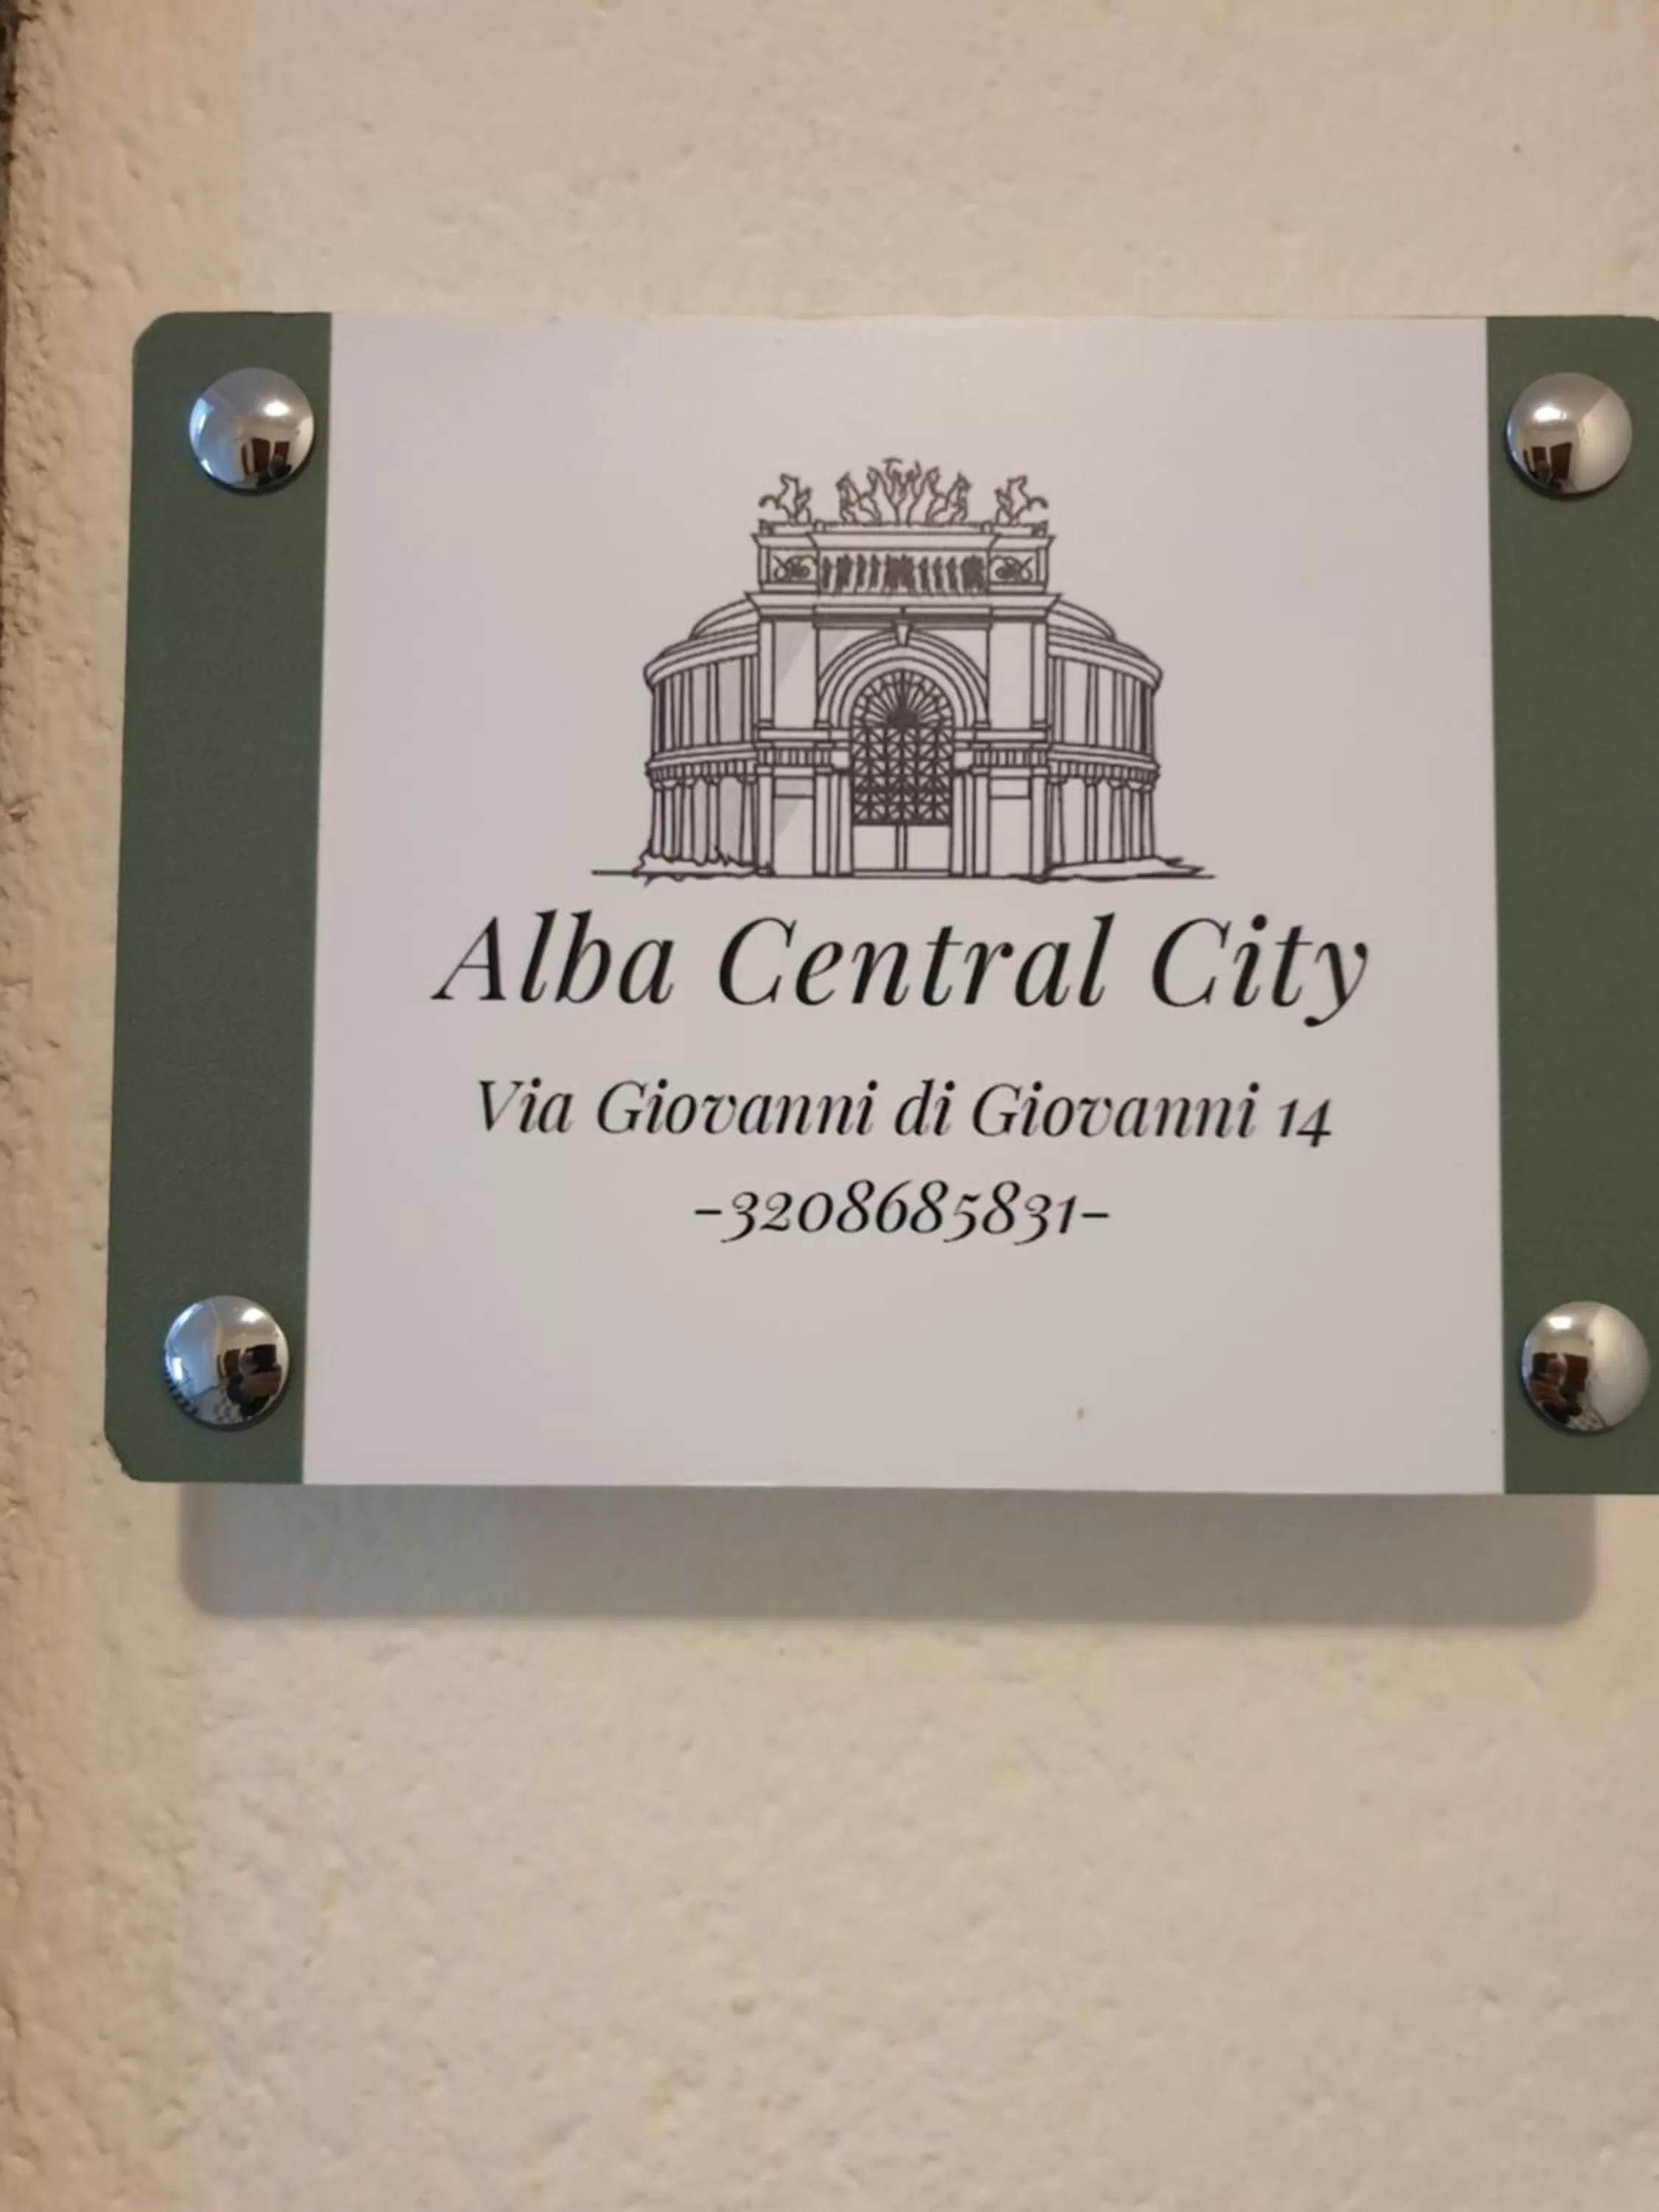 Alba Central City
Via Giovanni di Giovanni 14
-3208685831-